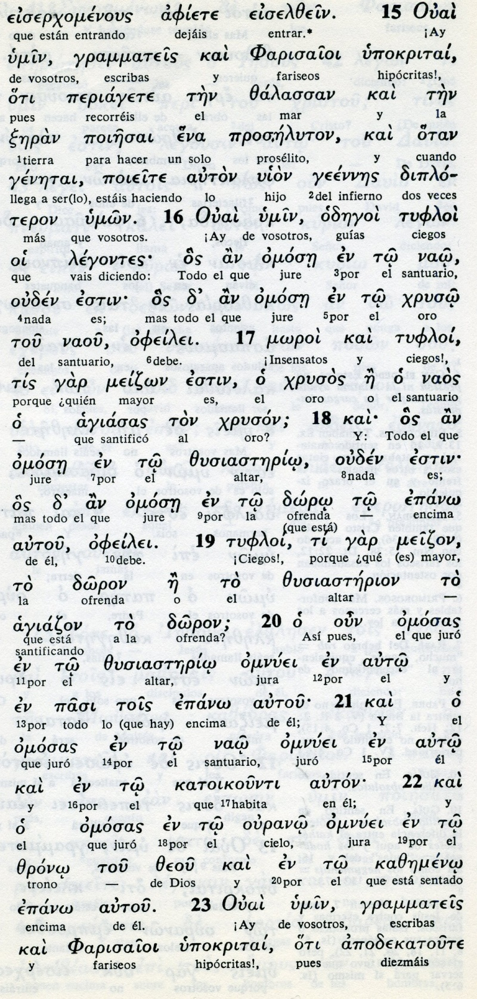 εἰσερχομένους ἀφίετε εἰσελθεῖν. 15 Οὐαὶ
que están entrando dejáis entrar.* ¡Ay
ὑμῖν, γραμματεῖς καὶ Φαρισαῖοι ὑποκριταί,
de vosotros, escribas y fariseos hipócritas!,
ὅτι περιάγετε τὴν θάλασσαν καὶ τὴν
pues recorréis el mar y la
ξηρὰν ποιῆσαι ἕνα προσήλυτον, καὶ ὅταν
¹tierra para hacer un solo prosélito, y cuando
γένηται, ποιεῖτε αὐτὸν υἱὸν γεέννης διπλό-
llega a ser(lo), estáis haciendo lo hijo ²del infierno dos veces
τερον ὑμῶν. 16 Οὐαὶ ὑμῖν, ὁδηγοὶ τυφλοὶ
más que vosotros. ¡Ay de vosotros, guías ciegos
οἱ λέγοντες· ὃς ἂν ὀμόσῃ ἐν τῷ ναῷ,
que vais diciendo: Todo el que jure ³por el santuario,
οὐδέν ἐστιν· ὃς δ' ἂν ὀμόσῃ ἐν τῷ χρυσῷ
⁴nada es; mas todo el que jure ⁵por el oro
τοῦ ναοῦ, ὀφείλει. 17 μωροὶ καὶ τυφλοί,
del santuario, ⁶debe. ¡Insensatos y ciegos!,
τίς γὰρ μείζων ἐστιν, ὁ χρυσὸς ἢ ὁ ναὸς
porque ¿quién mayor es, el oro o el santuario
ὁ ἁγιάσας τὸν χρυσόν; 18 καὶ· ὃς ἂν
— que santificó al oro? Y: Todo el que
ὀμόσῃ ἐν τῷ θυσιαστηρίῳ, οὐδέν ἐστιν·
jure ⁷por el altar, ⁸nada es;
ὃς δ' ἂν ὀμόσῃ ἐν τῷ δώρῳ τῷ ἐπάνω
mas todo el que jure ⁹por la ofrenda — encima
(que está)
αὐτοῦ, ὀφείλει. 19 τυφλοί, τί γὰρ μεῖζον,
de él, ¹⁰debe. ¡Ciegos!, porque ¿qué (es) mayor,
τὸ δῶρον ἢ τὸ θυσιαστήριον τὸ
la ofrenda o el altar —
ἁγιάζον τὸ δῶρον; 20 ὁ οὖν ὀμόσας
que está a la ofrenda? Así pues, el que juró
santificando
ἐν τῷ θυσιαστηρίῳ ὀμνύει ἐν αὐτῷ
¹¹por el altar, jura ¹²por el y
ἐν πᾶσι τοῖς ἐπάνω αὐτοῦ· 21 καὶ ὁ
¹³por todo lo (que hay) encima de él; Y el
ὀμόσας ἐν τῷ ναῷ ὀμνύει ἐν αὐτῷ
que juró ¹⁴por el santuario, juró ¹⁵por él
καὶ ἐν τῷ κατοικοῦντι αὐτόν· 22 καὶ
y ¹⁶por el que ¹⁷habita en él; y
ὁ ὀμόσας ἐν τῷ οὐρανῷ ὀμνύει ἐν τῷ
el que juró ¹⁸por el cielo, jura ¹⁹por el
θρόνῳ τοῦ θεοῦ καὶ ἐν τῷ καθημένῳ
trono — de Dios y ²⁰por el que está sentado
ἐπάνω αὐτοῦ. 23 Οὐαὶ ὑμῖν, γραμματεῖς
encima de él. ¡Ay de vosotros, escribas
καὶ Φαρισαῖοι ὑποκριταί, ὅτι ἀποδεκατοῦτε
y fariseos hipócritas!, pues diezmáis